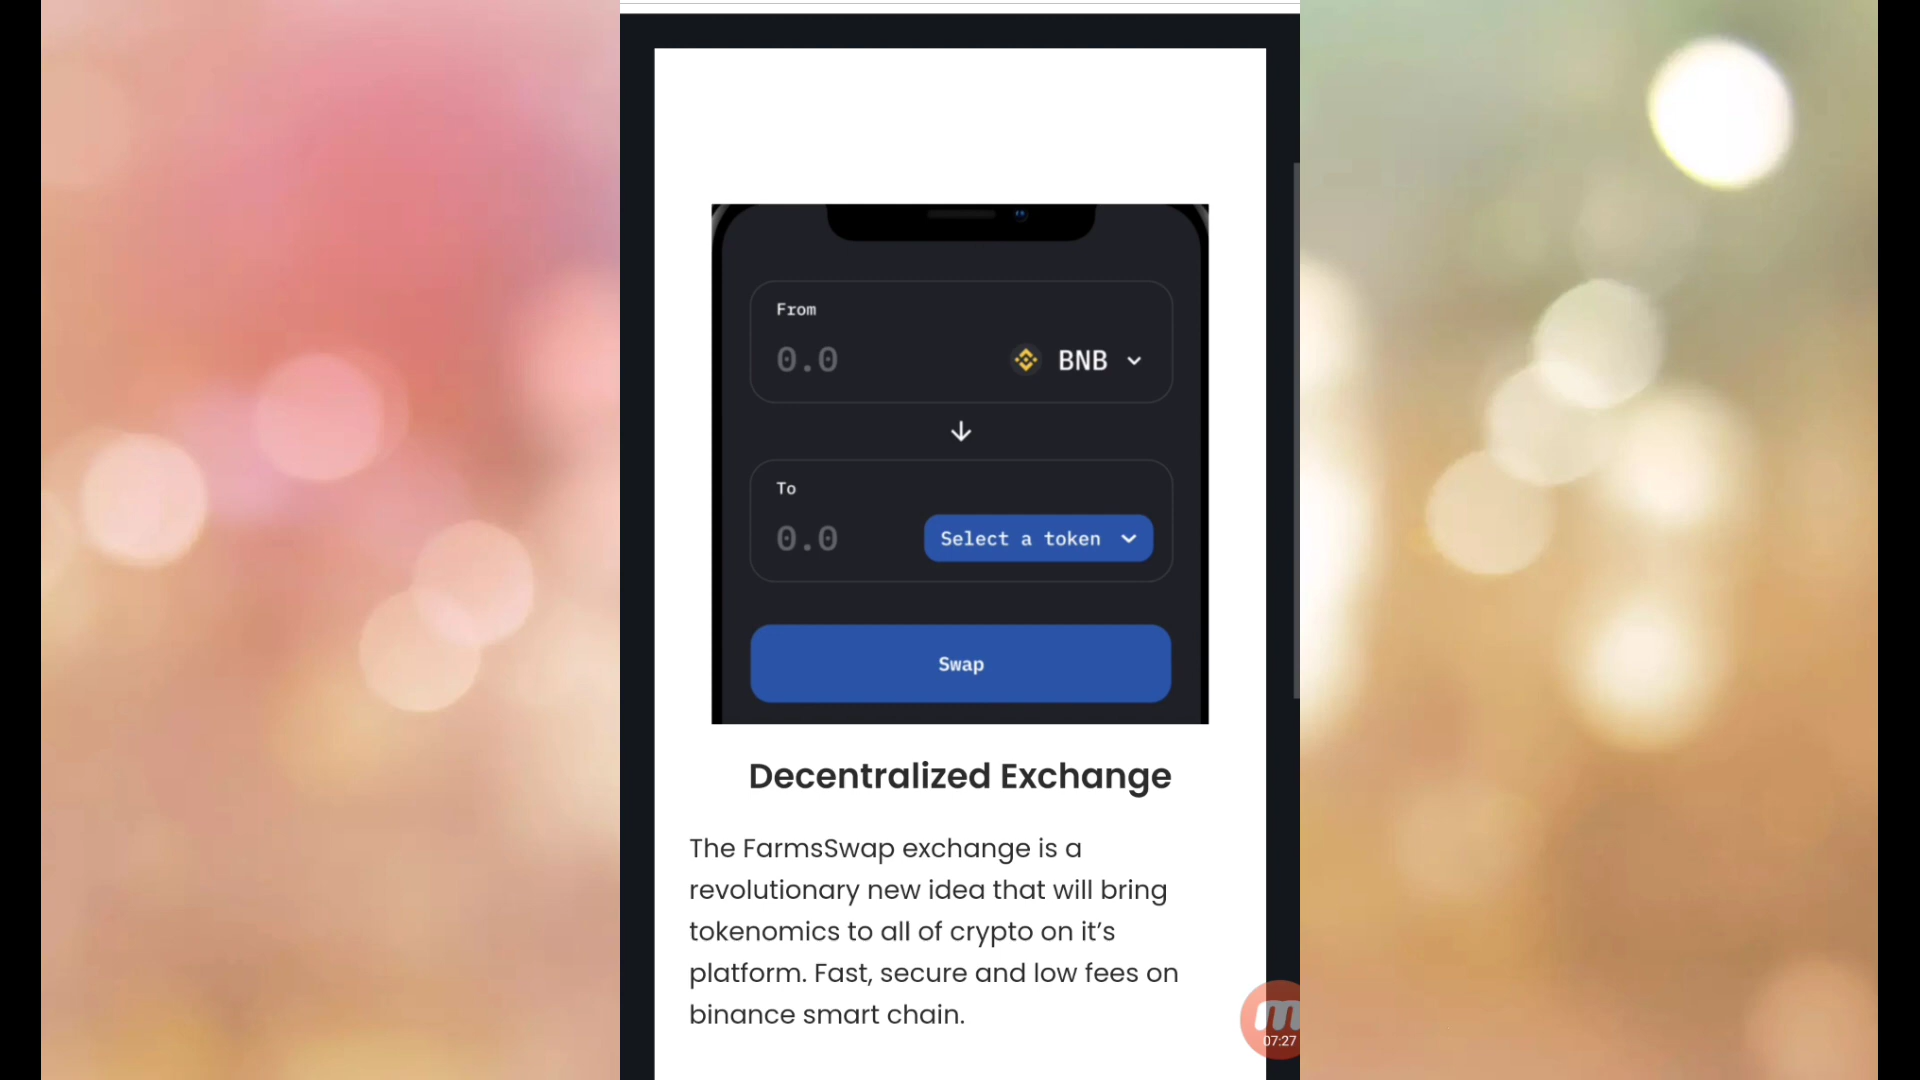 From
0.0 BNB
To
0.0 Select a token
Swap
Decentralized Exchange
The FarmsSwap exchange is a
revolutionary new idea that will bring
tokenomics to all of crypto on it’s
platform. Fast, secure and low fees on
binance smart chain.
m
07:27